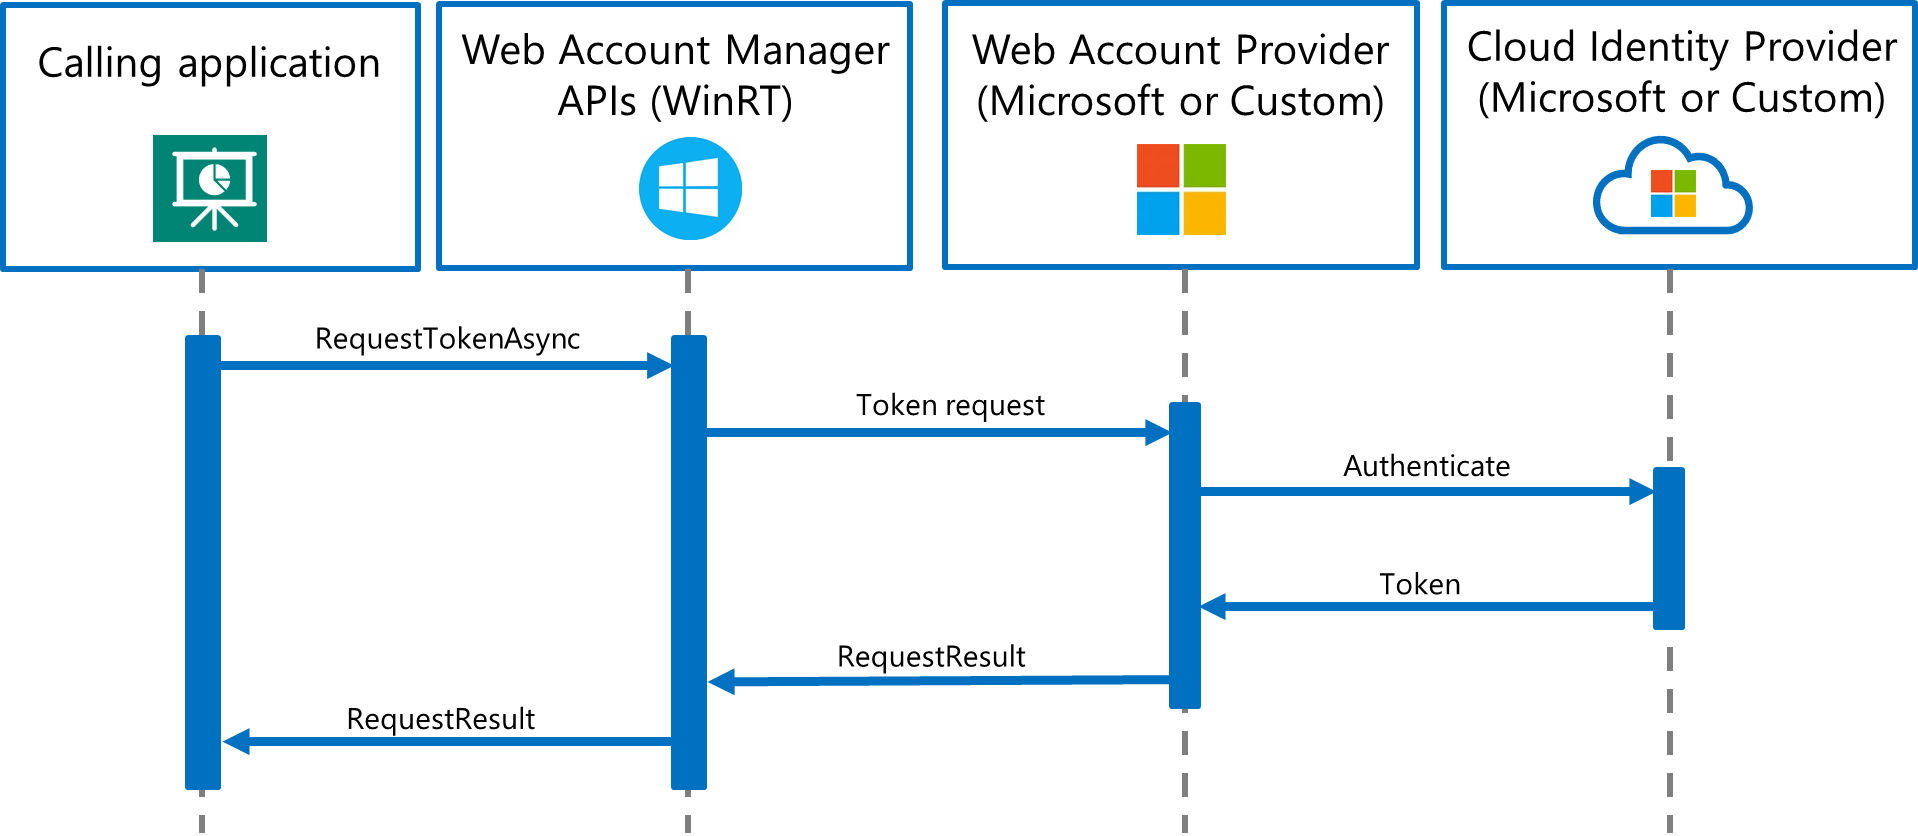 Calling application
Web Account Manager
APIs (WinRT)
Web Account Provider
(Microsoft or Custom)
Cloud Identity Provider
(Microsoft or Custom)
RequestTokenAsync
Token request
Authenticate
Token
RequestResult
RequestResult